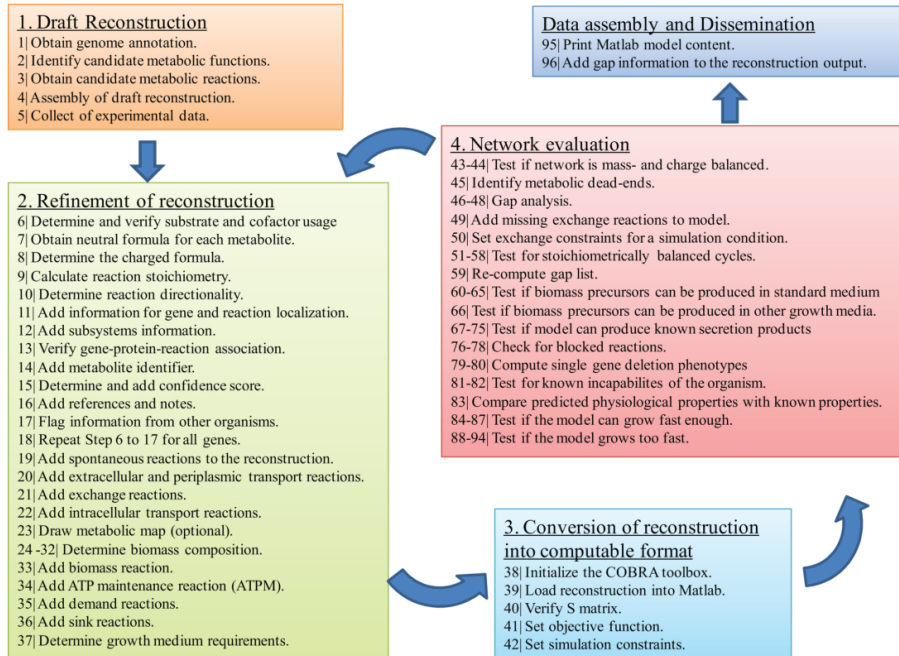 1. Draft Reconstruction
1| Obtain genome annotation.
2| Identify candidate metabolic functions.
3| Obtain candidate metabolic reactions.
4| Assembly of draft reconstruction.
5| Collect of experimental data.
2. Refinement of reconstruction
6| Determine and verify substrate and cofactor usage
7| Obtain neutral formula for each metabolite.
8| Determine the charged formula.
9| Calculate reaction stoichiometry.
10| Determine reaction directionality.
11| Add information for gene and reaction localization.
12| Add subsystems information.
13| Verify gene-protein-reaction association.
14| Add metabolite identifier.
15| Determine and add confidence score.
16| Add references and notes.
17| Flag information from other organisms.
18| Repeat Step 6 to 17 for all genes.
19| Add spontaneous reactions to the reconstruction.
20| Add extracellular and periplasmic transport reactions.
21| Add exchange reactions.
22| Add intracellular transport reactions.
23| Draw metabolic map (optional).
24 -32| Determine biomass composition.
33| Add biomass reaction.
34| Add ATP maintenance reaction (ATPM).
35| Add demand reactions.
36| Add sink reactions.
37| Determine growth medium requirements.
3. Conversion of reconstruction
into computable format
38| Initialize the COBRA toolbox.
39| Load reconstruction into Matlab.
40| Verify S matrix.
41| Set objective function.
42| Set simulation constraints.
4. Network evaluation
43-44| Test if network is mass- and charge balanced.
45| Identify metabolic dead-ends.
46-48| Gap analysis.
49| Add missing exchange reactions to model.
50| Set exchange constraints for a simulation condition.
51-58| Test for stoichiometrically balanced cycles.
59| Re-compute gap list.
60-65| Test if biomass precursors can be produced in standard medium
66| Test if biomass precursors can be produced in other growth media.
67-75| Test if model can produce known secretion products
76-78| Check for blocked reactions.
79-80| Compute single gene deletion phenotypes
81-82| Test for known incapabilites of the organism.
83| Compare predicted physiological properties with known properties.
84-87| Test if the model can grow fast enough.
88-94| Test if the model grows too fast.
Data assembly and Dissemination
95| Print Matlab model content.
96| Add gap information to the reconstruction output.